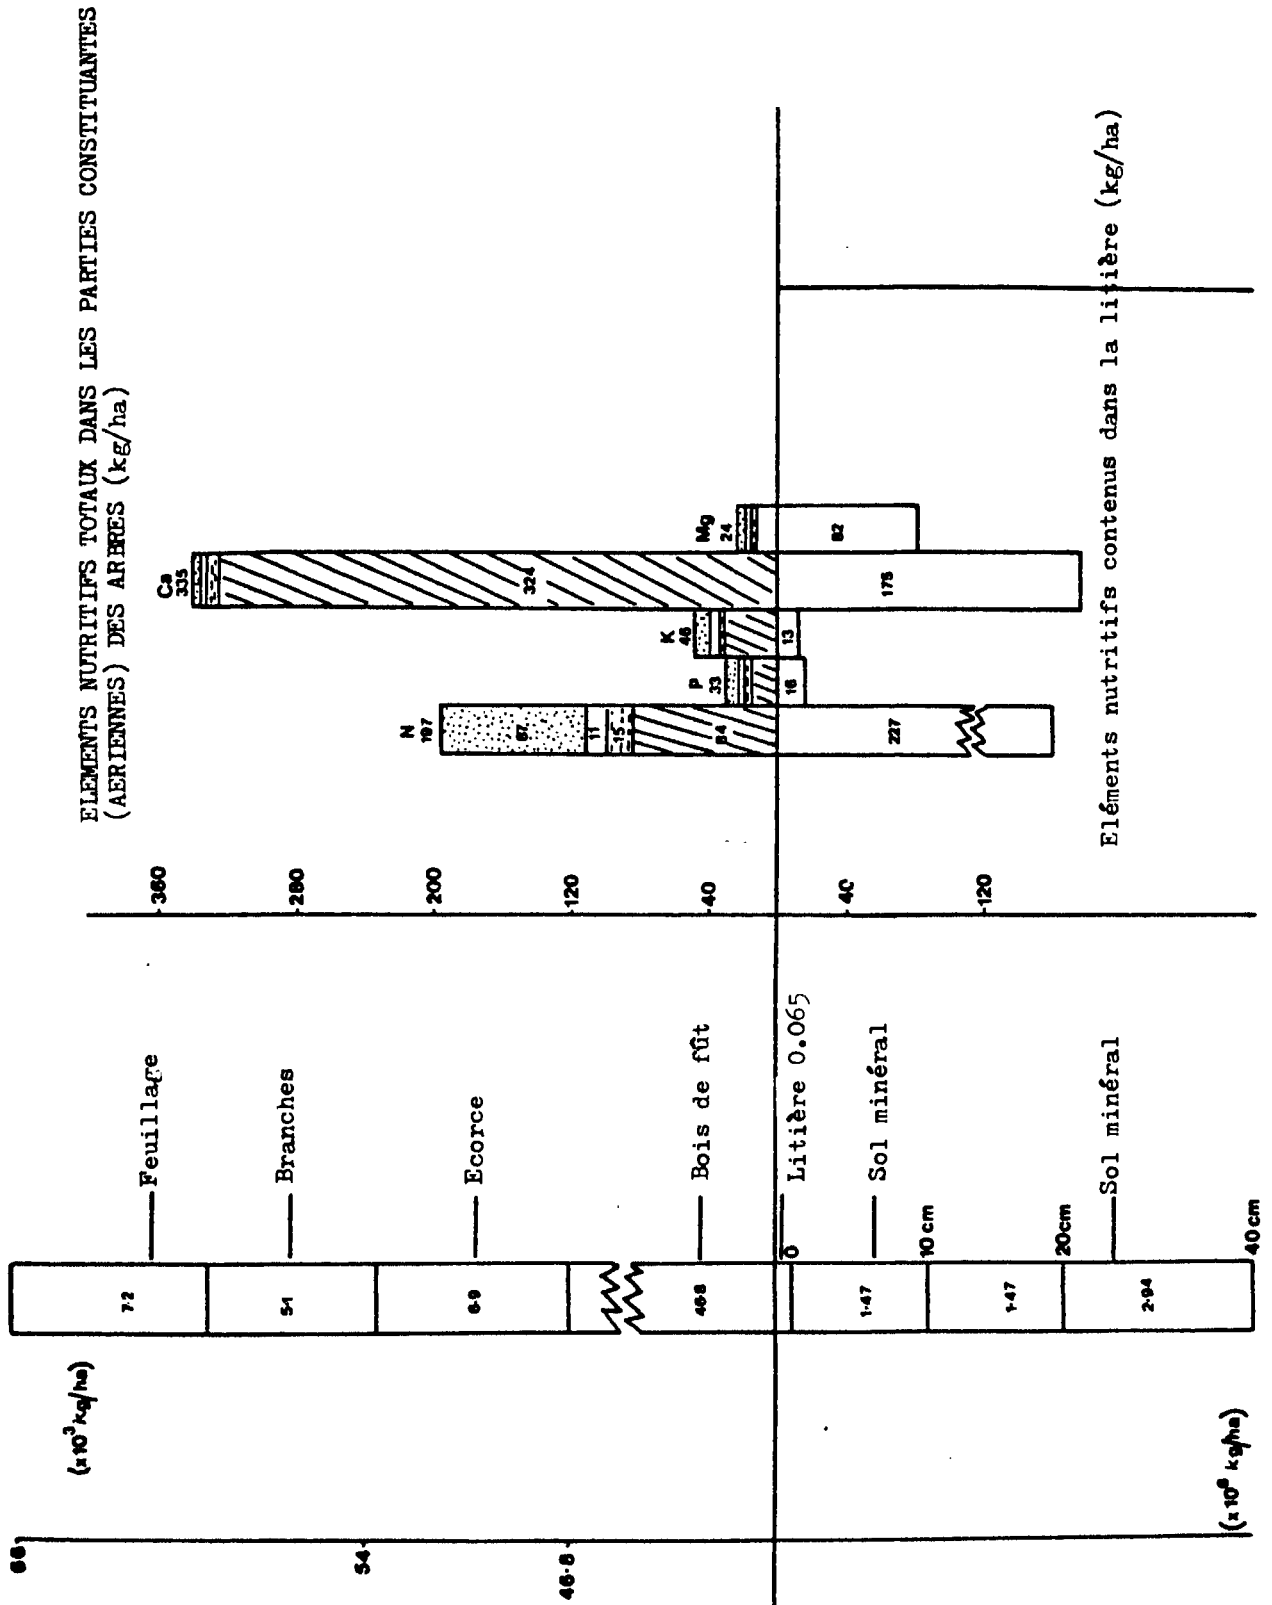 ELEMENTS NUTRITIFS TOTAUX DANS LES PARTIES CONSTITUANTES
(AERIENNES) DES ARBRES (kg/ha)
66
(x10³ kg/ha)
7·2
Feuillage
360
Ca
335
5·1
Branches
280
54
200
N
197
6·9
Ecorce
120
67
11
15
324
46·8
46·8
Bois de fût
40
P
33
K
46
Mg
24
64
0
Litière 0.065
16
13
1·47
Sol minéral
40
227
175
82
10 cm
120
1·47
20cm
2·94
Sol minéral
Eléments nutritifs contenus dans la litière (kg/ha)
40 cm
(x10⁶ kg/ha)